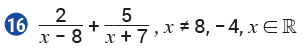 16 2/(x − 8) + 5/(x + 7) , x ≠ 8, −4, x ∈ ℝ